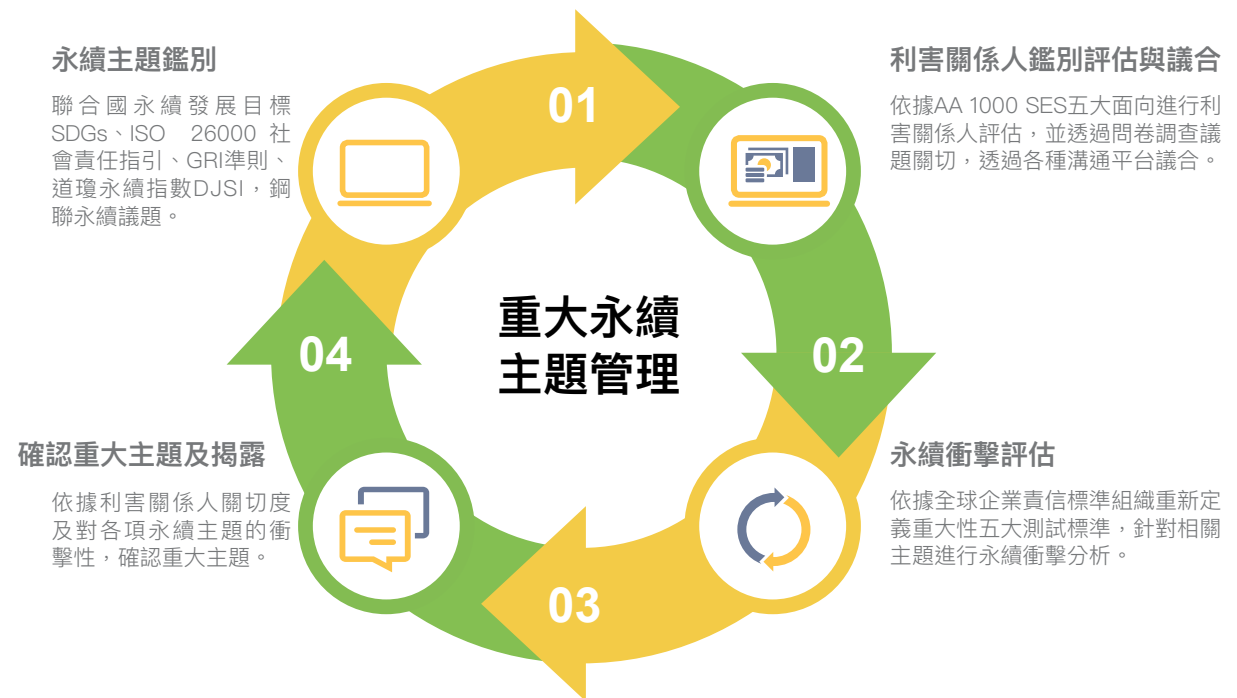 永續主題鑑別
聯合國永續發展目標
SDGs、ISO 26000 社
會責任指引、GRI準則、
道瓊永續指數DJSI,鋼
聯永續議題。
01
利害關係人鑑別評估與議合
依據AA 1000 SES五大面向進行利
害關係人評估,並透過問卷調查議
題關切,透過各種溝通平台議合。
重大永續
主題管理
04
02
確認重大主題及揭露
依據利害關係人關切度
及對各項永續主題的衝
擊性,確認重大主題。
永續衝擊評估
依據全球企業責信標準組織重新定
義重大性五大測試標準,針對相關
主題進行永續衝擊分析。
03